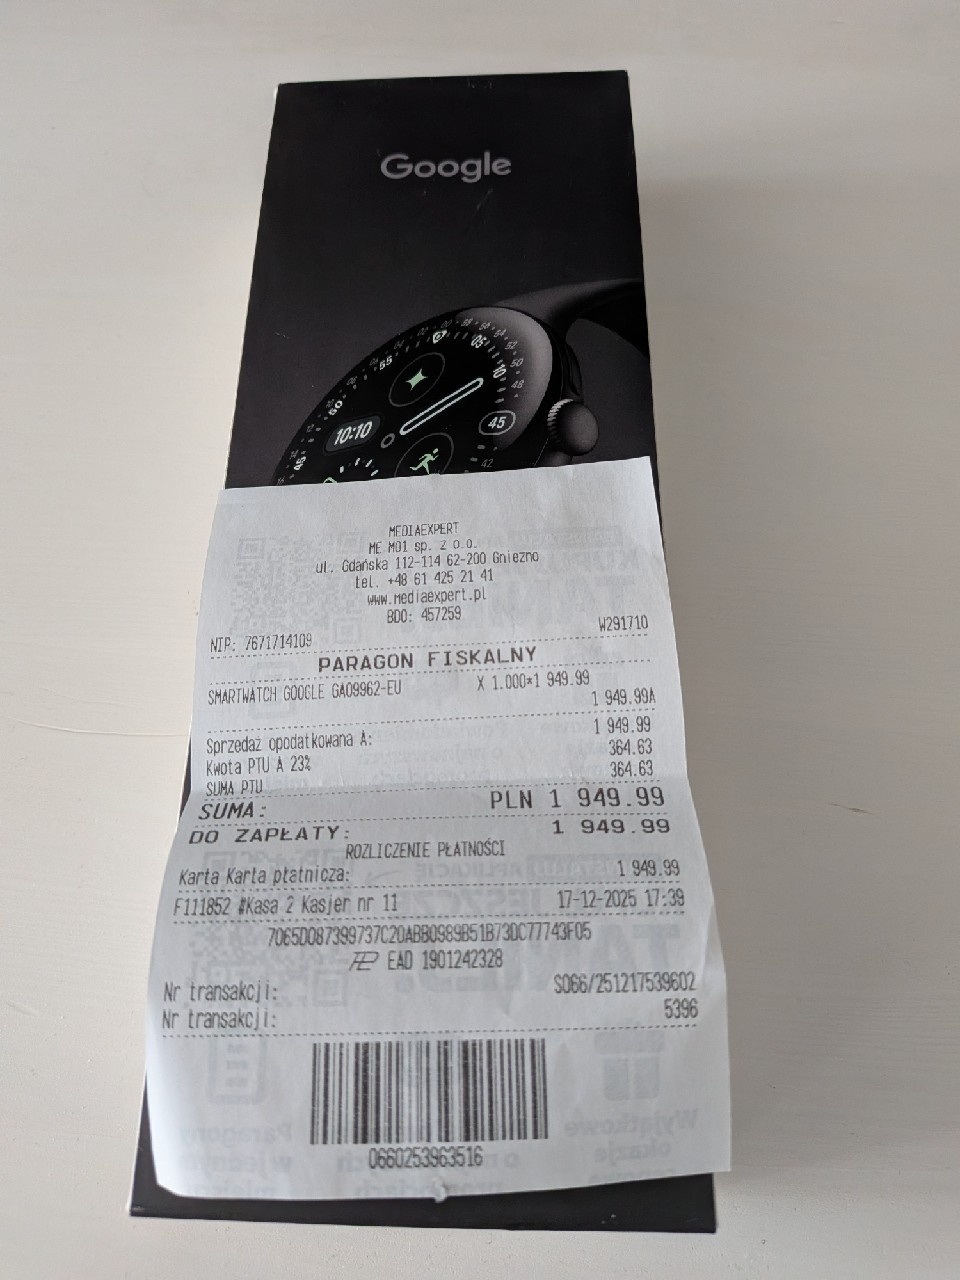 Google
10:10
45
MEDIAEXPERT
ME M01 sp. z o.o.
ul. Gdańska 112-114 62-200 Gniezno
tel. +48 61 425 21 41
www.mediaexpert.pl
BDO: 457259
NIP: 7671714109 W291710
PARAGON FISKALNY
SMARTWATCH GOOGLE GA09962-EU X 1.000*1 949.99
1 949.99A
Sprzedaż opodatkowana A: 1 949.99
Kwota PTU A 23% 364.63
SUMA PTU 364.63
SUMA: PLN 1 949.99
DO ZAPŁATY: 1 949.99
ROZLICZENIE PŁATNOŚCI
Karta Karta płatnicza: 1 949.99
F111852 #Kasa 2 Kasjer nr 11 17-12-2025 17:39
7065D087399737C20ABB0989B51B73DC77743F05
EAD 1901242328
Nr transakcji: S066/251217539602
Nr transakcji: 5396
0660253963516